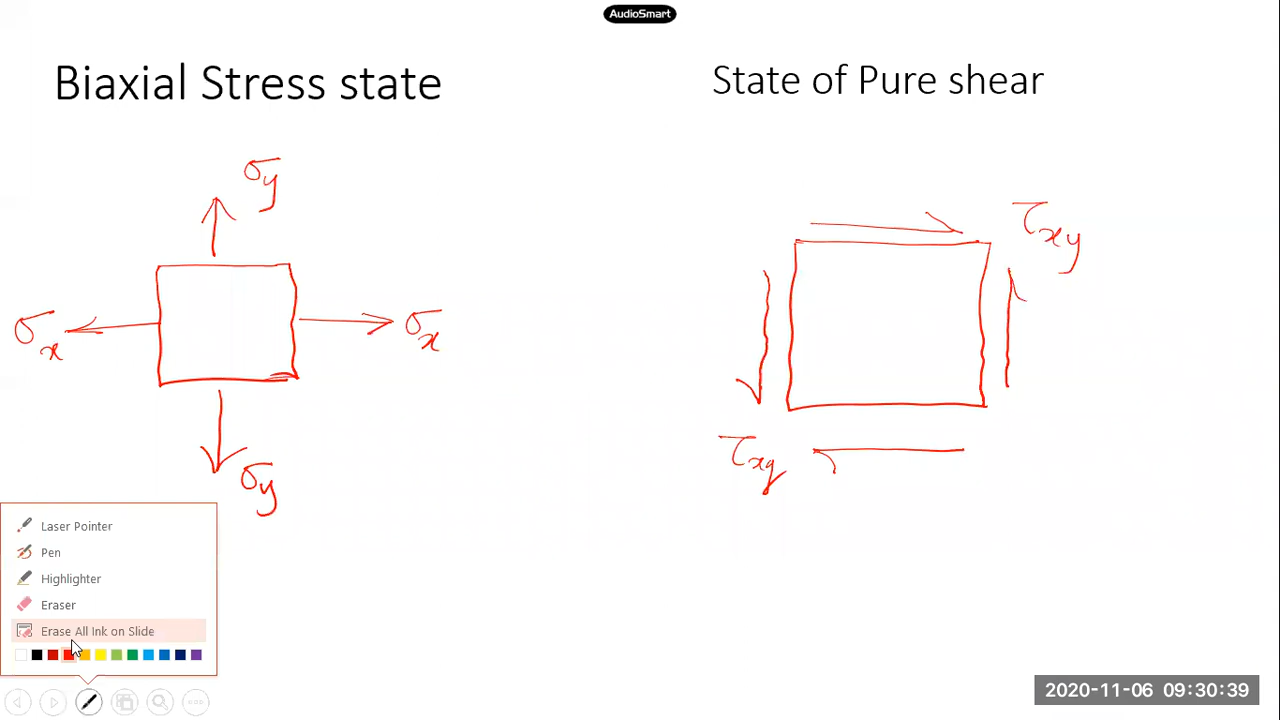 AudioSmart
Biaxial Stress state
σy
σx
σx
σy
State of Pure shear
τxy
τxy
Laser Pointer
Pen
Highlighter
Eraser
Erase All Ink on Slide
2020-11-06 09:30:39